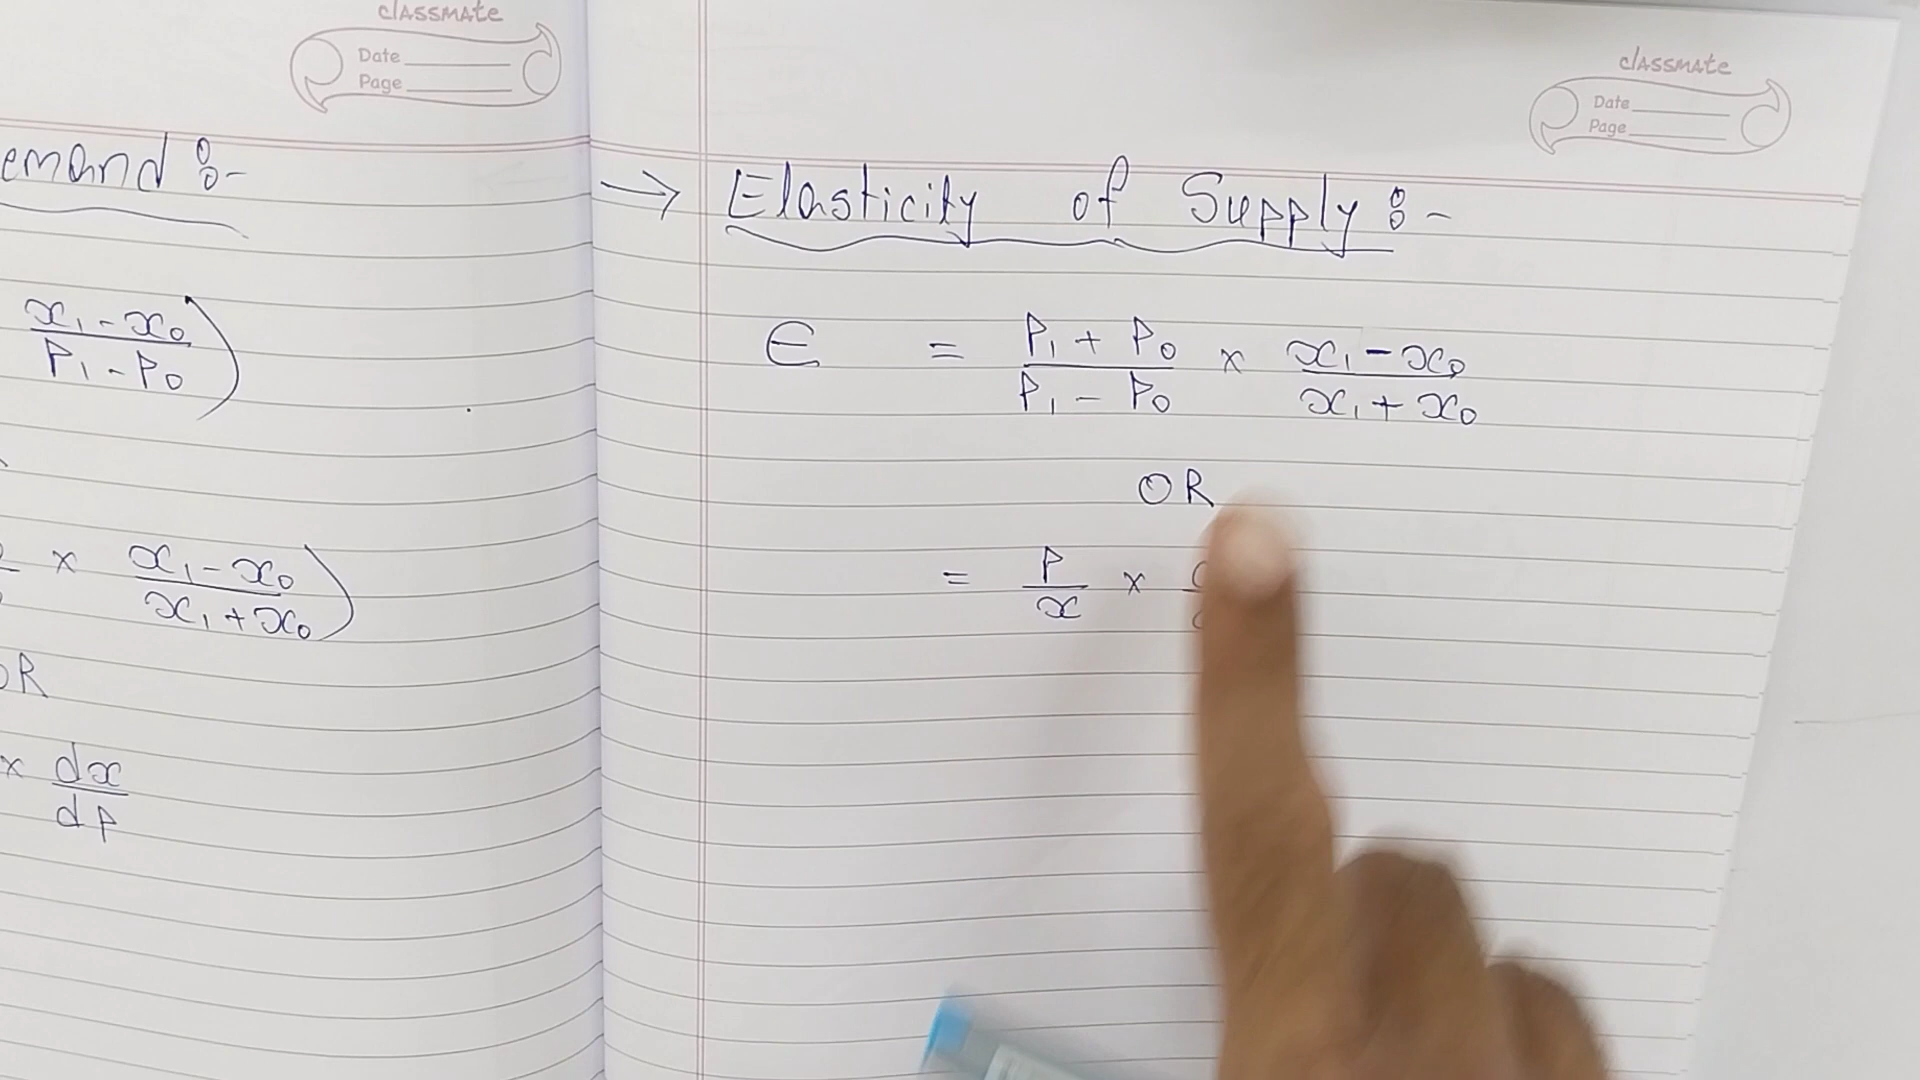 classmate
Date
Page
emand :-
x₁ - x₀ / P₁ - P₀ )
× x₁ - x₀ / x₁ + x₀ )
OR
× dx / dp
classmate
Date
Page
→ Elasticity of Supply :-
∈ = P₁ + P₀ / P₁ - P₀ × x₁ - x₀ / x₁ + x₀
OR
= P / x ×